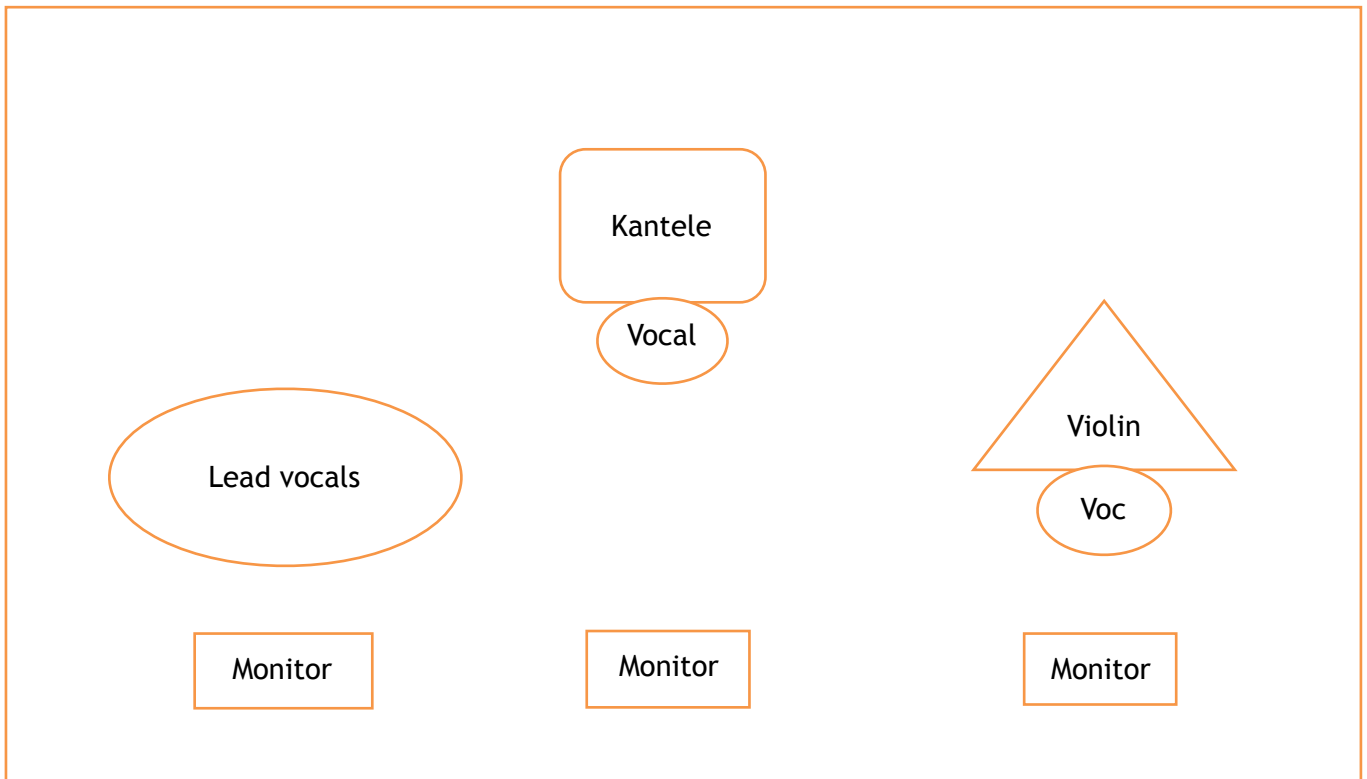 Kantele
Vocal
Violin
Lead vocals
Voc
Monitor
Monitor
Monitor